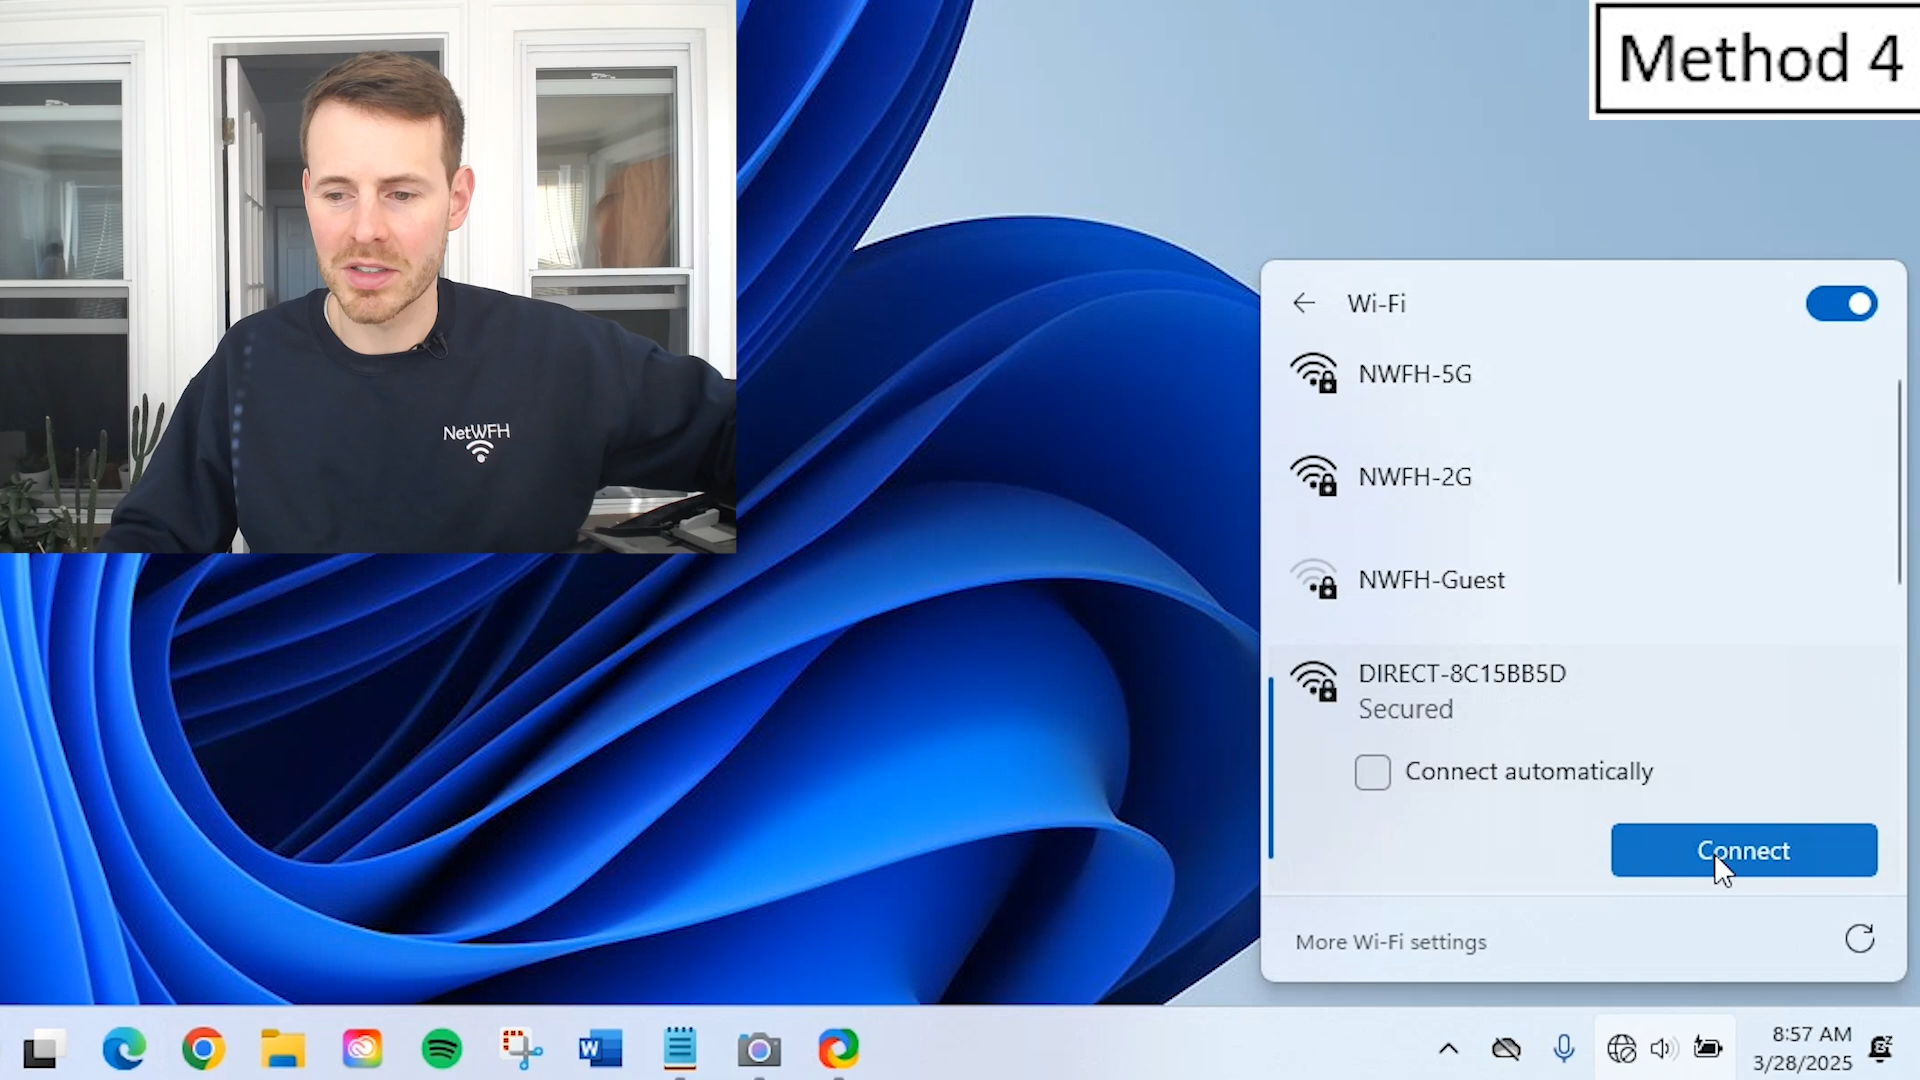 Method 4
NetWFH
Wi-Fi
NWFH-5G
NWFH-2G
NWFH-Guest
DIRECT-8C15BB5D
Secured
Connect automatically
Connect
More Wi-Fi settings
W
8:57 AM
3/28/2025